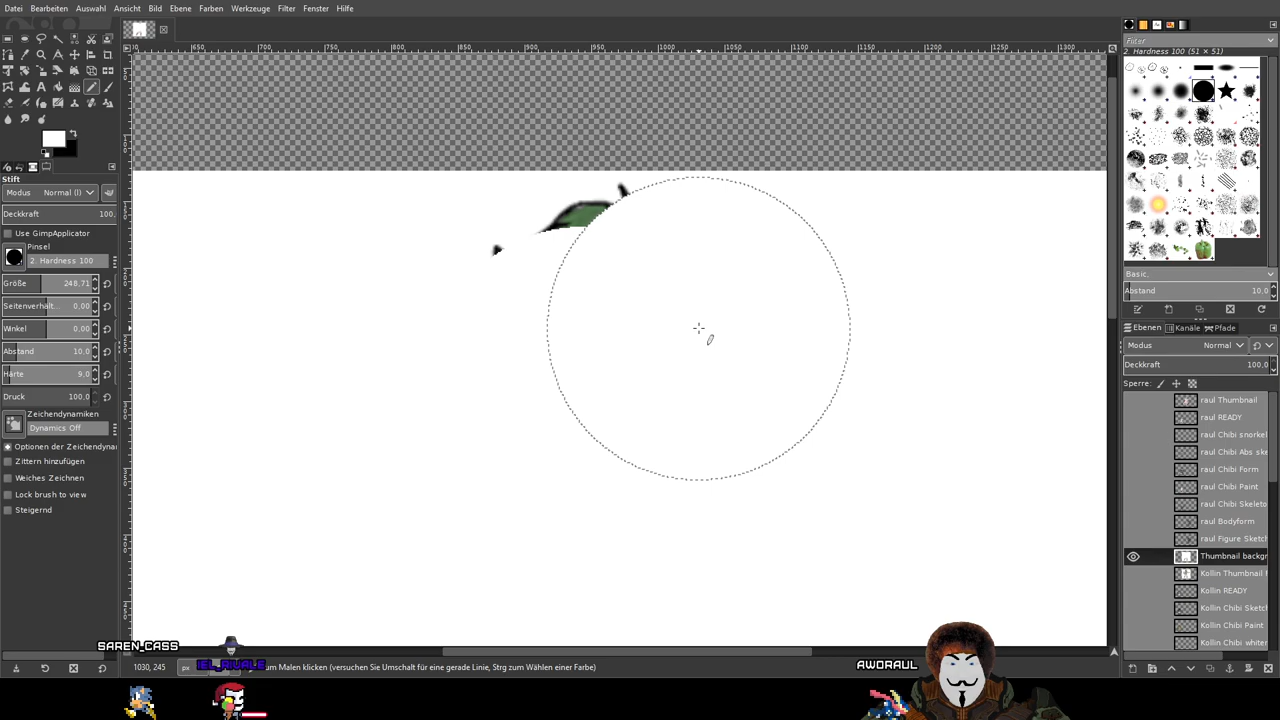 Datei Bearbeiten Auswahl Ansicht Bild Ebene Farben Werkzeuge Filter Fenster Hilfe
Filter
2. Hardness 100 (51 × 51)
Stift
Modus Normal (l)
Deckkraft 100,
Use GimpApplicator
Pinsel
2. Hardness 100
Größe 248,71
Seitenverhält... 0,00
Winkel 0,00
Abstand 10,0
Härte 9,0
Druck 100,0
Zeichendynamiken
Dynamics Off
Optionen der Zeichendyna
Zittern hinzufügen
Weiches Zeichnen
Lock brush to view
Steigernd
Basic,
Abstand 10,0
Ebenen Kanäle Pfade
Modus Normal
Deckkraft 100,0
Sperre:
raul Thumbnail
raul READY
raul Chibi snorkel
raul Chibi Abs ske
raul Chibi Form
raul Chibi Paint
raul Chibi Skeleto
raul Bodyform
raul Figure Sketch
Thumbnail backgr
Kollin Thumbnail
Kollin READY
Kollin Chibi Sketch
Kollin Chibi Paint
Kollin Chibi whiter
1030, 245 px um Malen klicken (versuchen Sie Umschalt für eine gerade Linie, Strg zum Wählen einer Farbe)
SAREN_CASS
IEL_RIVALE
AWORAUL